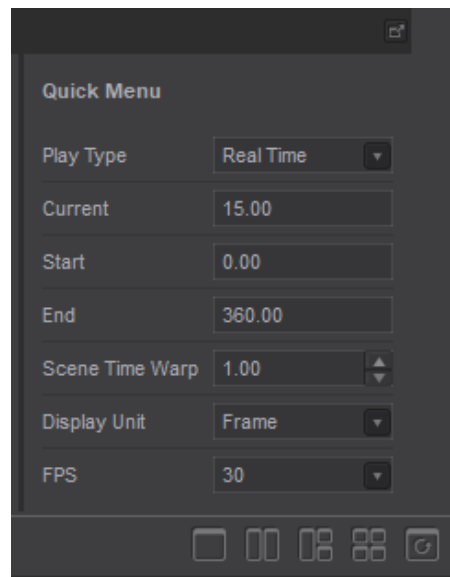 Quick Menu
Play Type Real Time
Current 15.00
Start 0.00
End 360.00
Scene Time Warp 1.00
Display Unit Frame
FPS 30